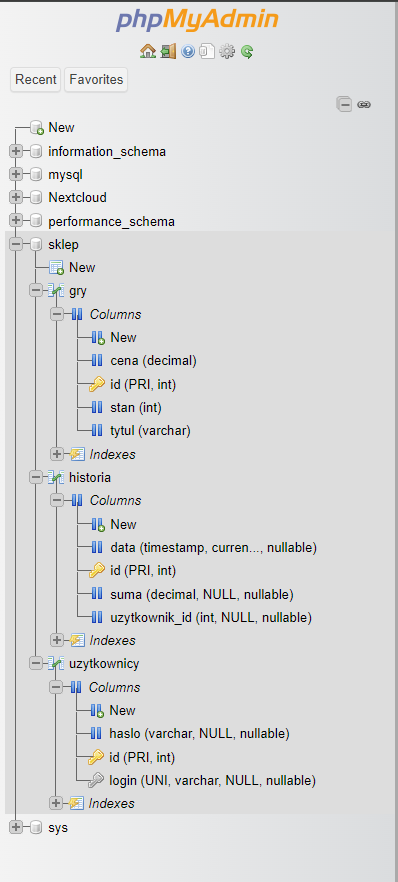 phpMyAdmin
Recent Favorites
New
information_schema
mysql
Nextcloud
performance_schema
sklep
New
gry
Columns
New
cena (decimal)
id (PRI, int)
stan (int)
tytul (varchar)
Indexes
historia
Columns
New
data (timestamp, curren..., nullable)
id (PRI, int)
suma (decimal, NULL, nullable)
uzytkownik_id (int, NULL, nullable)
Indexes
uzytkownicy
Columns
New
haslo (varchar, NULL, nullable)
id (PRI, int)
login (UNI, varchar, NULL, nullable)
Indexes
sys